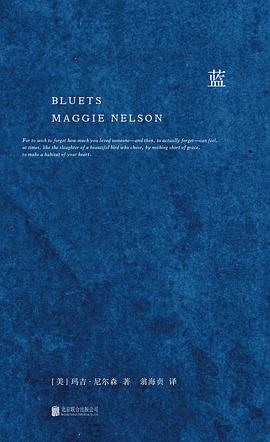 蓝
BLUETS
MAGGIE NELSON
For to wish to forget how much you loved someone—and then, to actually forget—can feel,
at times, like the slaughter of a beautiful bird who chose, by nothing short of grace,
to make a habitat of your heart.
[美] 玛吉·尼尔森 著 翁海贞 译
北京联合出版公司